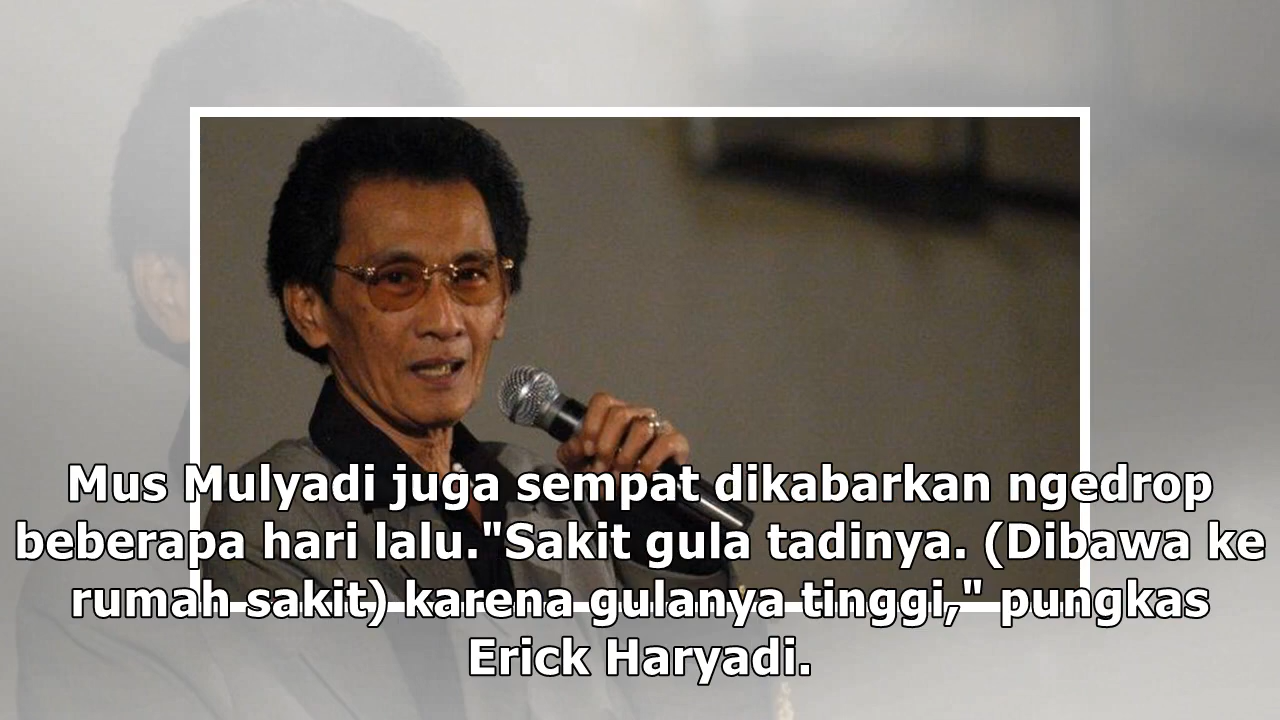 Mus Mulyadi juga sempat dikabarkan ngedrop
beberapa hari lalu."Sakit gula tadinya. (Dibawa ke
rumah sakit) karena gulanya tinggi," pungkas
Erick Haryadi.